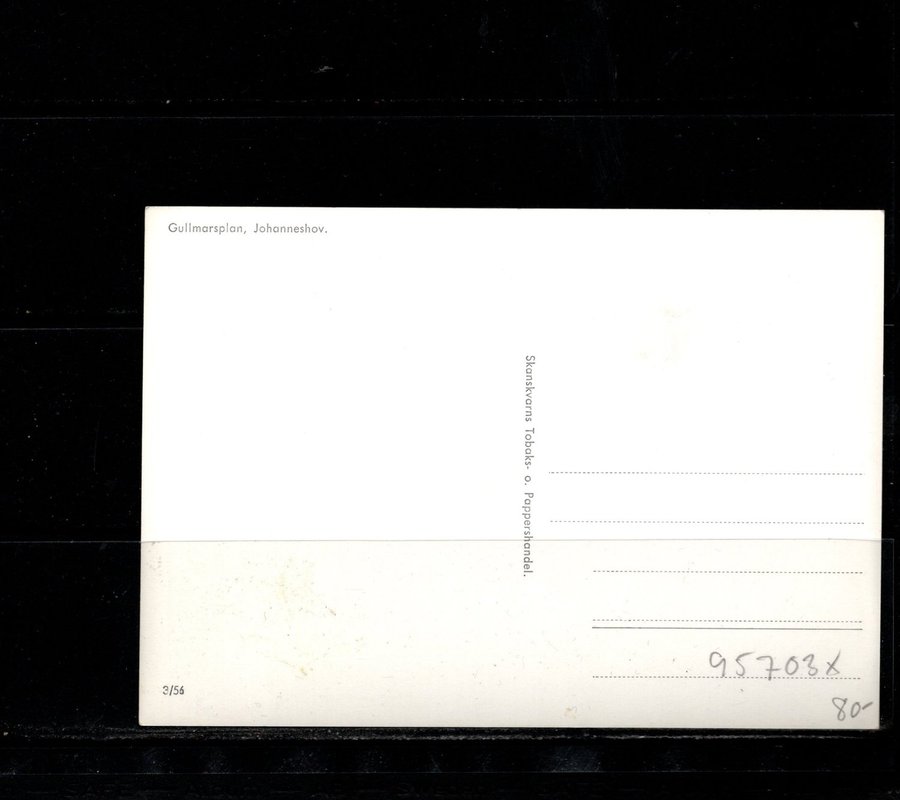 Gullmarsplan, Johanneshov.
Skanskvarns Tobaks- o. Pappershandel.
3/56
95703x
80-